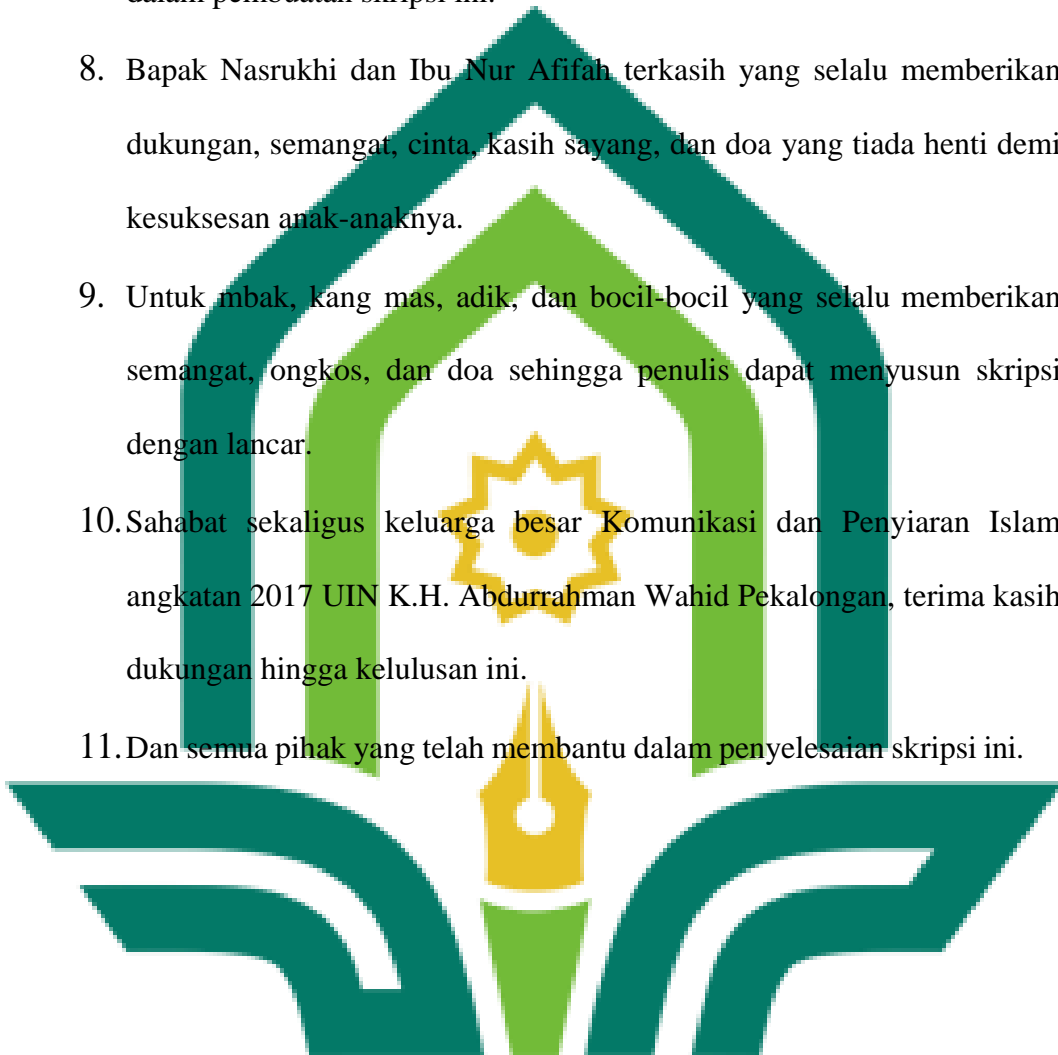 dalam pembuatan skripsi ini.
8. Bapak Nasrukhi dan Ibu Nur Afifah terkasih yang selalu memberikan
dukungan, semangat, cinta, kasih sayang, dan doa yang tiada henti demi
kesuksesan anak-anaknya.
9. Untuk mbak, kang mas, adik, dan bocil-bocil yang selalu memberikan
semangat, ongkos, dan doa sehingga penulis dapat menyusun skripsi
dengan lancar.
10. Sahabat sekaligus keluarga besar Komunikasi dan Penyiaran Islam
angkatan 2017 UIN K.H. Abdurrahman Wahid Pekalongan, terima kasih
dukungan hingga kelulusan ini.
11. Dan semua pihak yang telah membantu dalam penyelesaian skripsi ini.